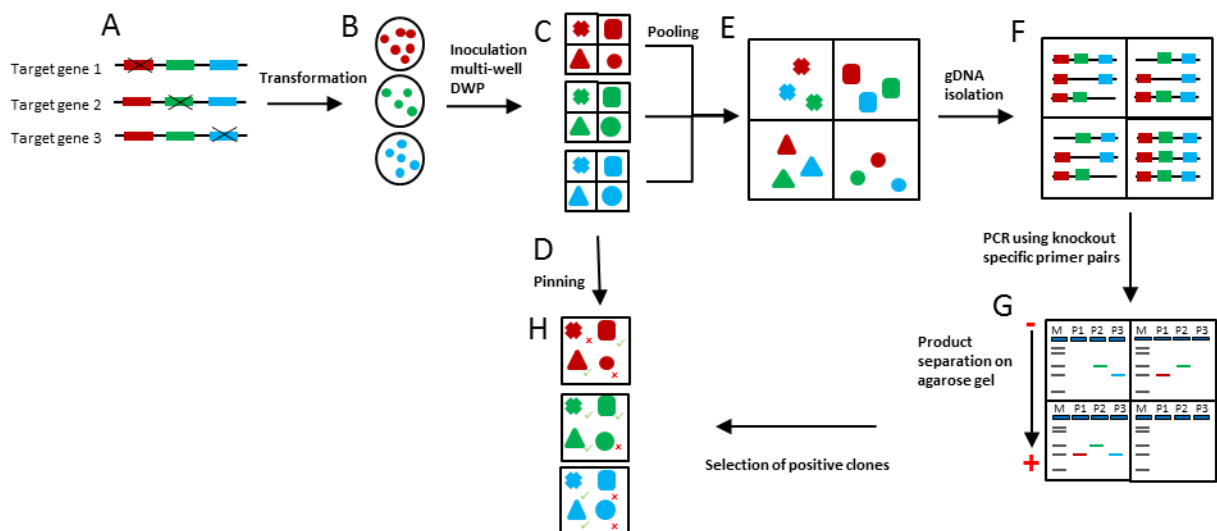 A
B
C
E
F
Target gene 1
Target gene 2
Target gene 3
Transformation
Inoculation
multi-well
DWP
Pooling
gDNA
isolation
D
Pinning
PCR using knockout
specific primer pairs
H
G
-
+
Product
separation on
agarose gel
M P1 P2 P3
M P1 P2 P3
M P1 P2 P3
M P1 P2 P3
Selection of positive clones